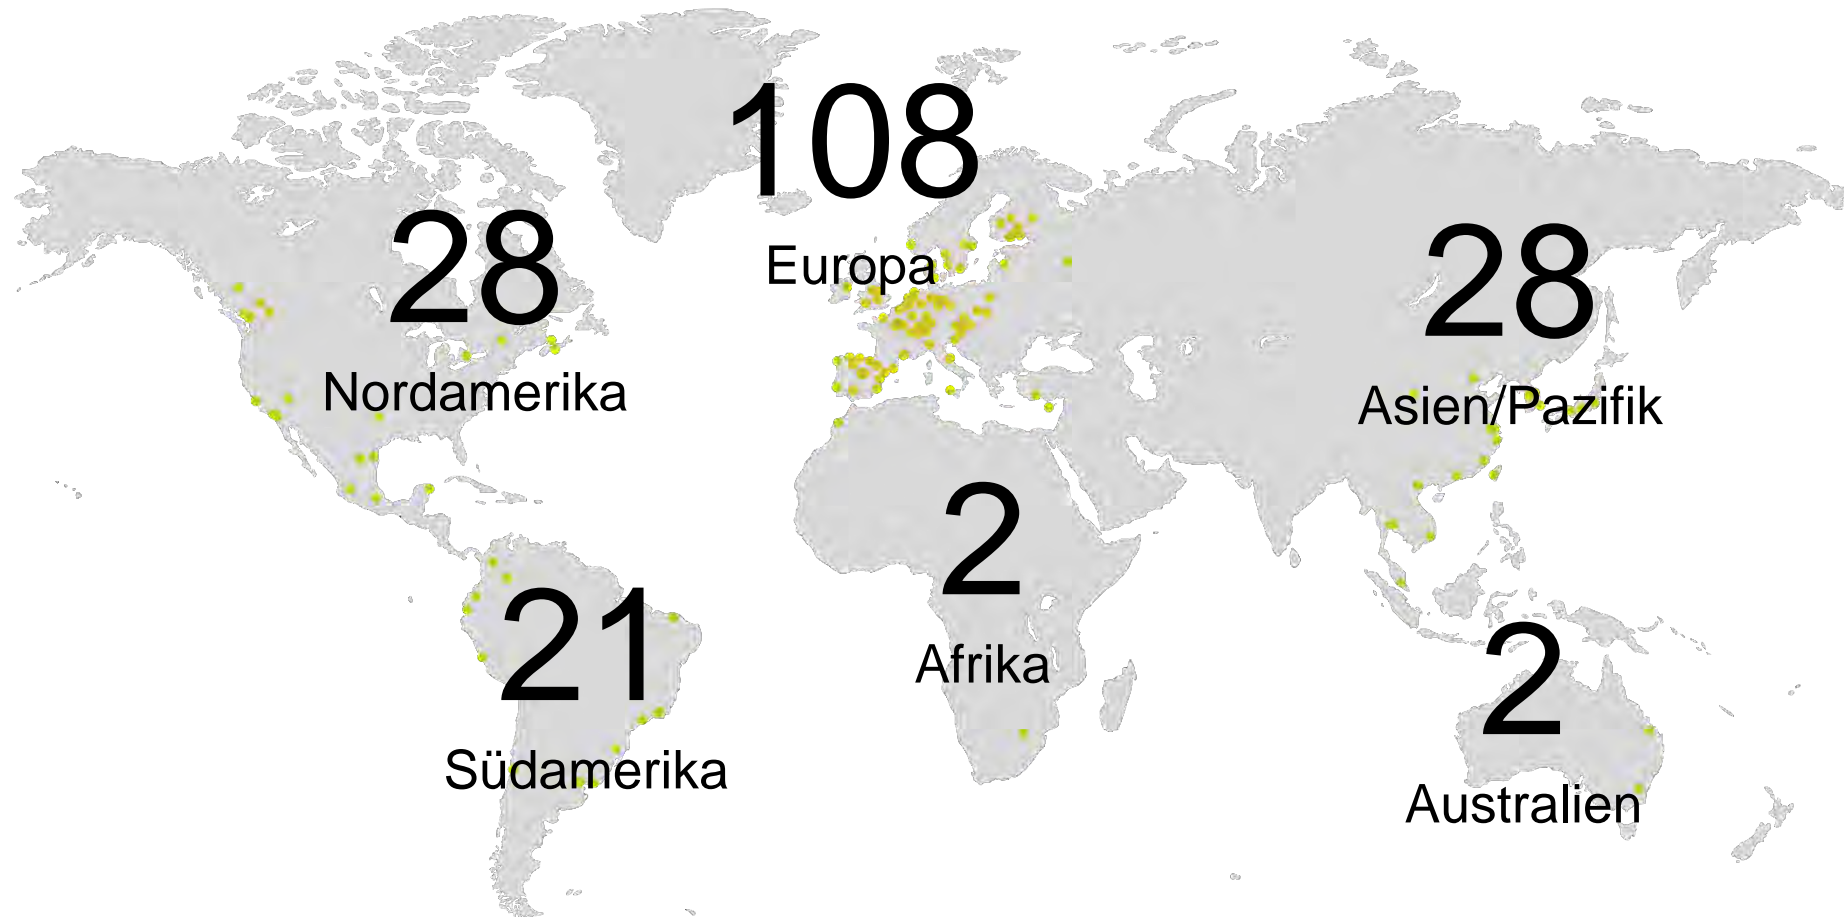 108
Europa
28
Nordamerika
28
Asien/Pazifik
2
Afrika
21
Südamerika
2
Australien